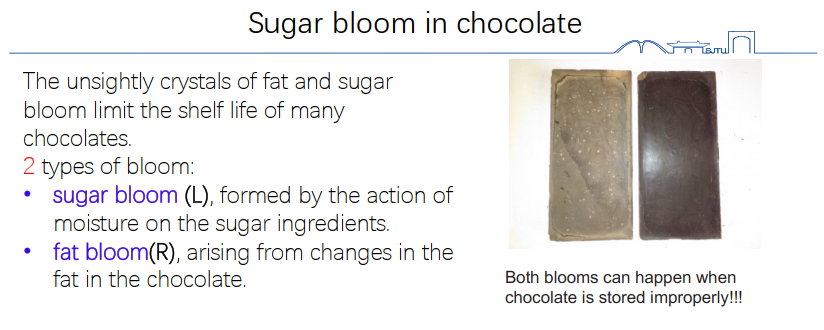 Sugar bloom in chocolate
The unsightly crystals of fat and sugar
bloom limit the shelf life of many
chocolates.
2 types of bloom:
• sugar bloom (L), formed by the action of
moisture on the sugar ingredients.
• fat bloom(R), arising from changes in the
fat in the chocolate.
Both blooms can happen when
chocolate is stored improperly!!!